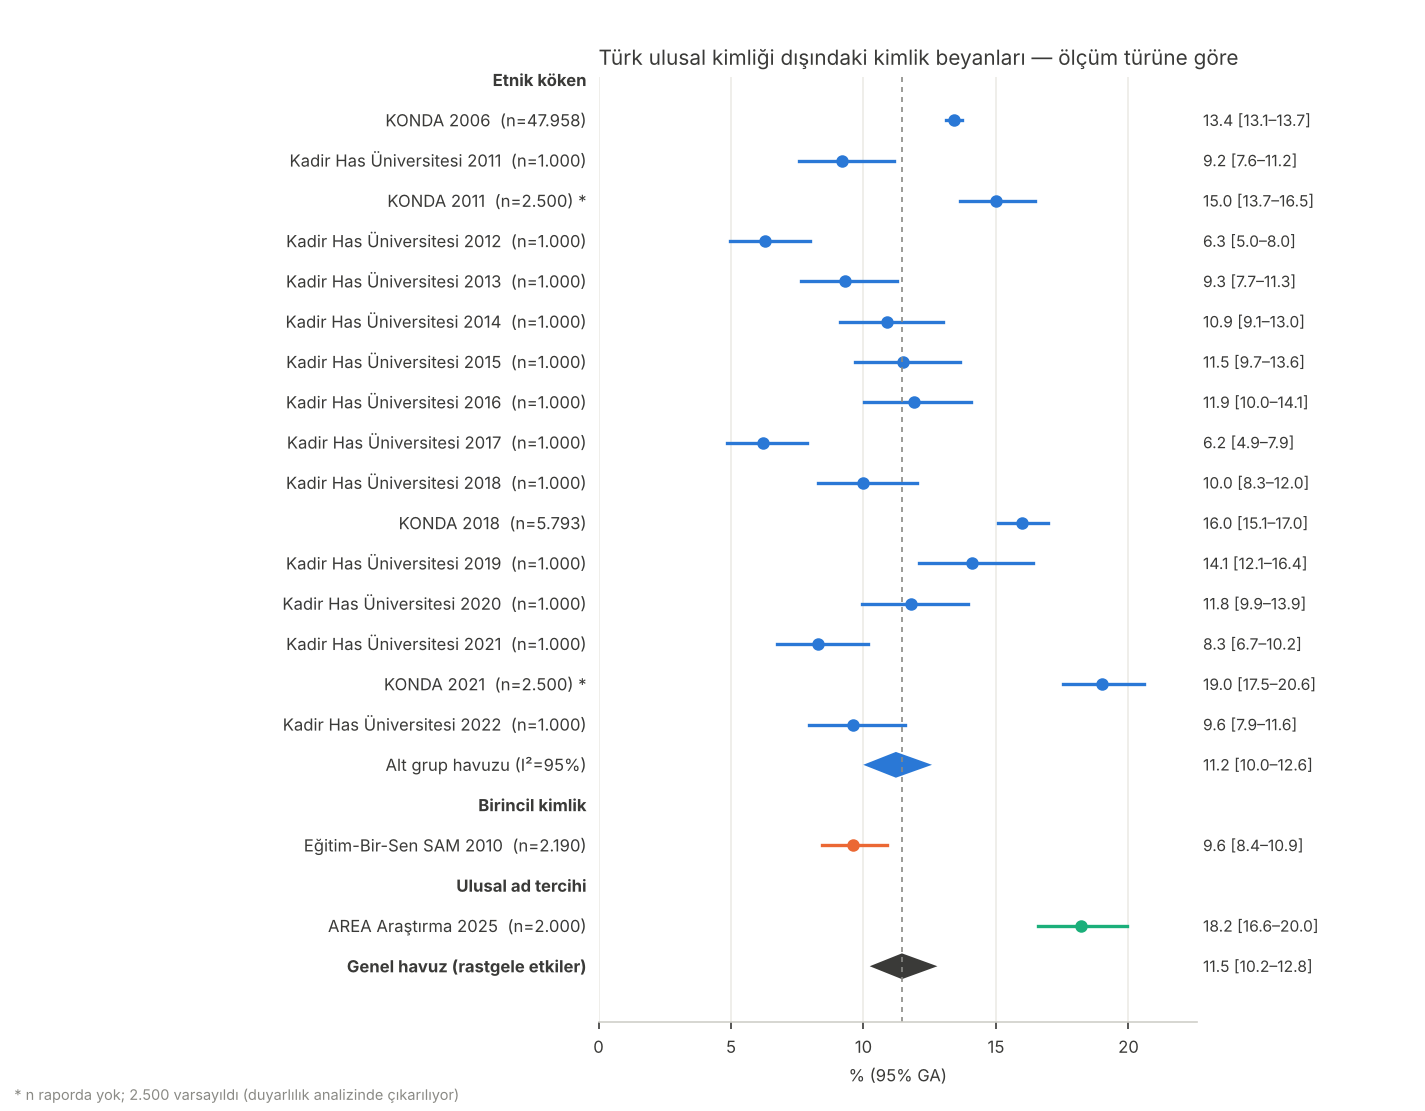 Türk ulusal kimliği dışındaki kimlik beyanları — ölçüm türüne göre
Etnik köken
KONDA 2006 (n=47.958) 13.4 [13.1–13.7]
Kadir Has Üniversitesi 2011 (n=1.000) 9.2 [7.6–11.2]
KONDA 2011 (n=2.500) * 15.0 [13.7–16.5]
Kadir Has Üniversitesi 2012 (n=1.000) 6.3 [5.0–8.0]
Kadir Has Üniversitesi 2013 (n=1.000) 9.3 [7.7–11.3]
Kadir Has Üniversitesi 2014 (n=1.000) 10.9 [9.1–13.0]
Kadir Has Üniversitesi 2015 (n=1.000) 11.5 [9.7–13.6]
Kadir Has Üniversitesi 2016 (n=1.000) 11.9 [10.0–14.1]
Kadir Has Üniversitesi 2017 (n=1.000) 6.2 [4.9–7.9]
Kadir Has Üniversitesi 2018 (n=1.000) 10.0 [8.3–12.0]
KONDA 2018 (n=5.793) 16.0 [15.1–17.0]
Kadir Has Üniversitesi 2019 (n=1.000) 14.1 [12.1–16.4]
Kadir Has Üniversitesi 2020 (n=1.000) 11.8 [9.9–13.9]
Kadir Has Üniversitesi 2021 (n=1.000) 8.3 [6.7–10.2]
KONDA 2021 (n=2.500) * 19.0 [17.5–20.6]
Kadir Has Üniversitesi 2022 (n=1.000) 9.6 [7.9–11.6]
Alt grup havuzu (I²=95%) 11.2 [10.0–12.6]
Birincil kimlik
Eğitim-Bir-Sen SAM 2010 (n=2.190) 9.6 [8.4–10.9]
Ulusal ad tercihi
AREA Araştırma 2025 (n=2.000) 18.2 [16.6–20.0]
Genel havuz (rastgele etkiler) 11.5 [10.2–12.8]
0 5 10 15 20
% (95% GA)
* n raporda yok; 2.500 varsayıldı (duyarlılık analizinde çıkarılıyor)